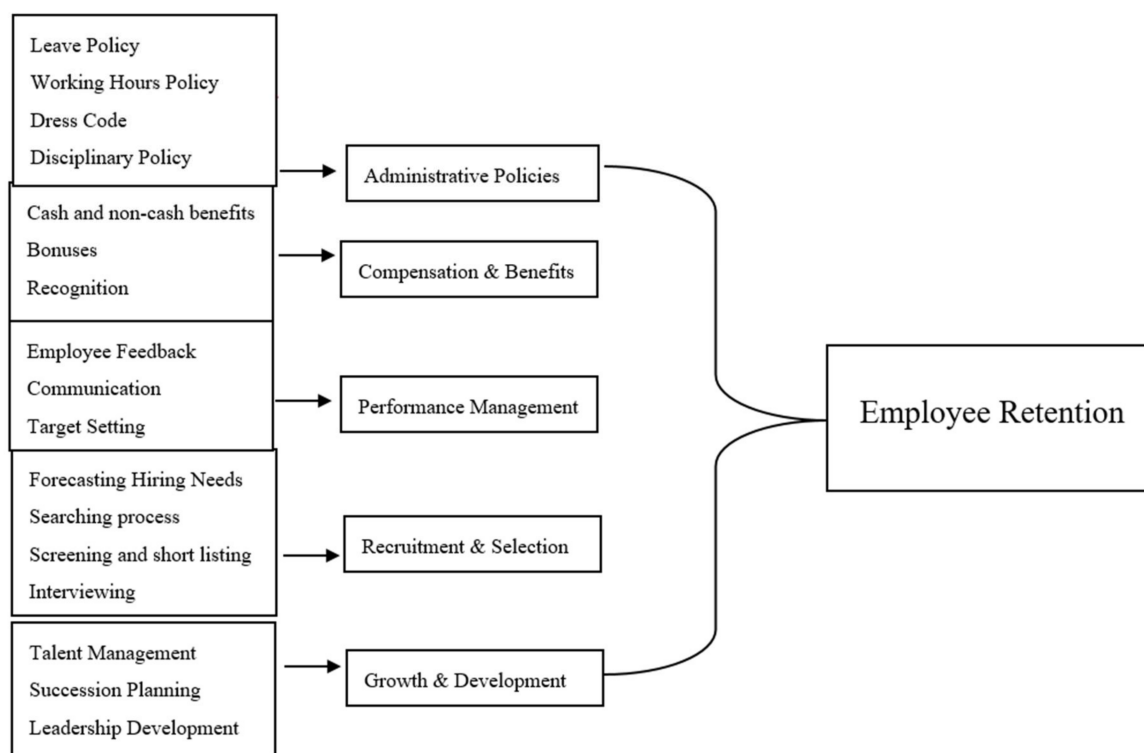 Leave Policy
Working Hours Policy
Dress Code
Disciplinary Policy
Administrative Policies
Cash and non-cash benefits
Bonuses
Recognition
Compensation & Benefits
Employee Feedback
Communication
Target Setting
Performance Management
Employee Retention
Forecasting Hiring Needs
Searching process
Screening and short listing
Interviewing
Recruitment & Selection
Talent Management
Succession Planning
Leadership Development
Growth & Development